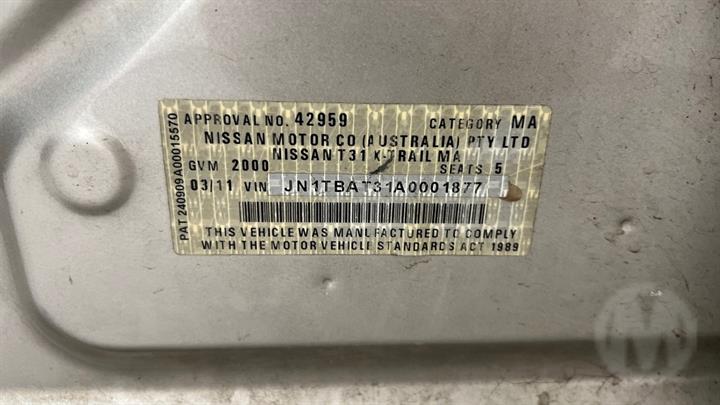 APPROVAL NO. 42959 CATEGORY MA
NISSAN MOTOR CO (AUSTRALIA) PTY LTD
NISSAN T31 X-TRAIL MA
GVM 2000 SEATS 5
03/11 VIN JN1TBAT31A0001877
THIS VEHICLE WAS MANUFACTURED TO COMPLY
WITH THE MOTOR VEHICLE STANDARDS ACT 1989
PAT 240909A00015570
M